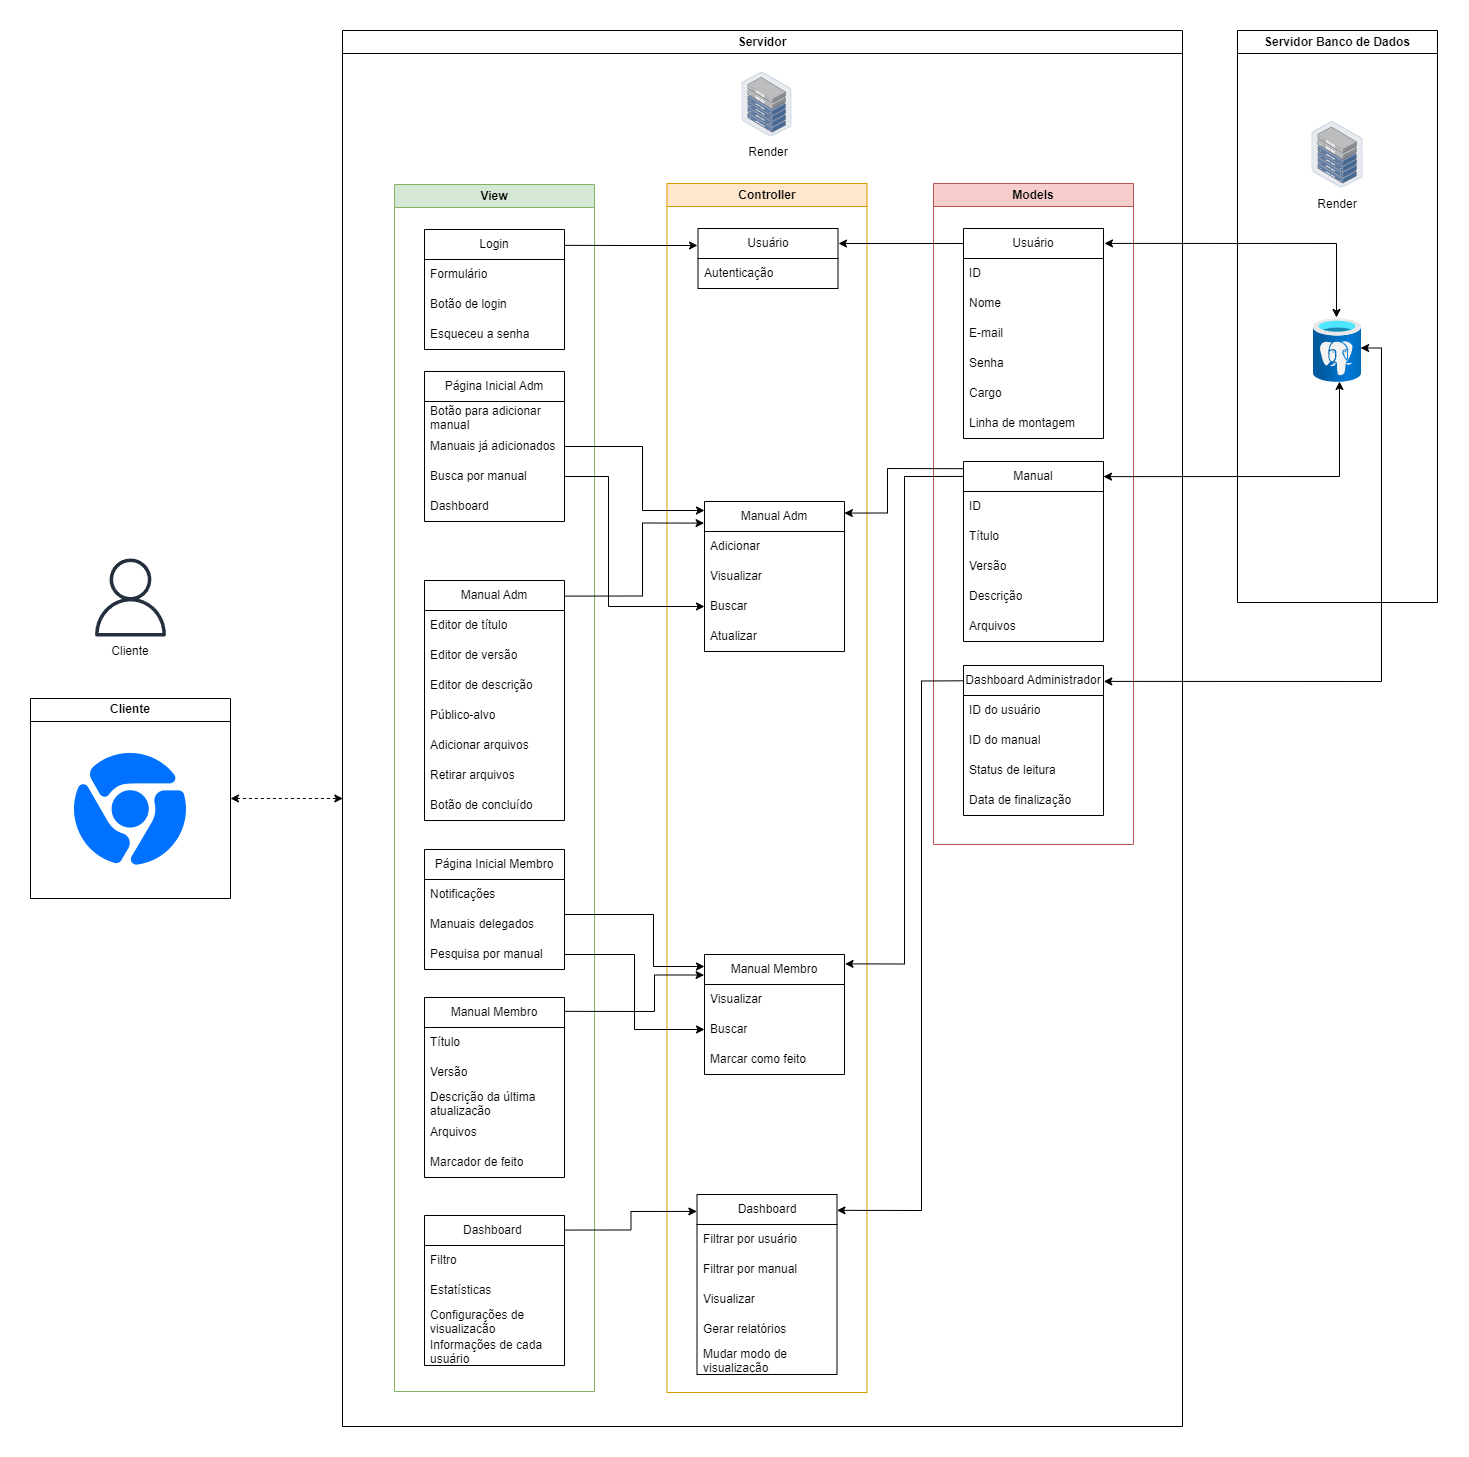 Servidor
Render
Servidor Banco de Dados
Render
Cliente
Cliente
View
Login
Formulário
Botão de login
Esqueceu a senha
Página Inicial Adm
Botão para adicionar
manual
Manuais já adicionados
Busca por manual
Dashboard
Manual Adm
Editor de título
Editor de versão
Editor de descrição
Público-alvo
Adicionar arquivos
Retirar arquivos
Botão de concluído
Página Inicial Membro
Notificações
Manuais delegados
Pesquisa por manual
Manual Membro
Título
Versão
Descrição da última
atualização
Arquivos
Marcador de feito
Dashboard
Filtro
Estatísticas
Configurações de
visualização
Informações de cada
usuário
Controller
Usuário
Autenticação
Manual Adm
Adicionar
Visualizar
Buscar
Atualizar
Manual Membro
Visualizar
Buscar
Marcar como feito
Dashboard
Filtrar por usuário
Filtrar por manual
Visualizar
Gerar relatórios
Mudar modo de
visualização
Models
Usuário
ID
Nome
E-mail
Senha
Cargo
Linha de montagem
Manual
ID
Título
Versão
Descrição
Arquivos
Dashboard Administrador
ID do usuário
ID do manual
Status de leitura
Data de finalização